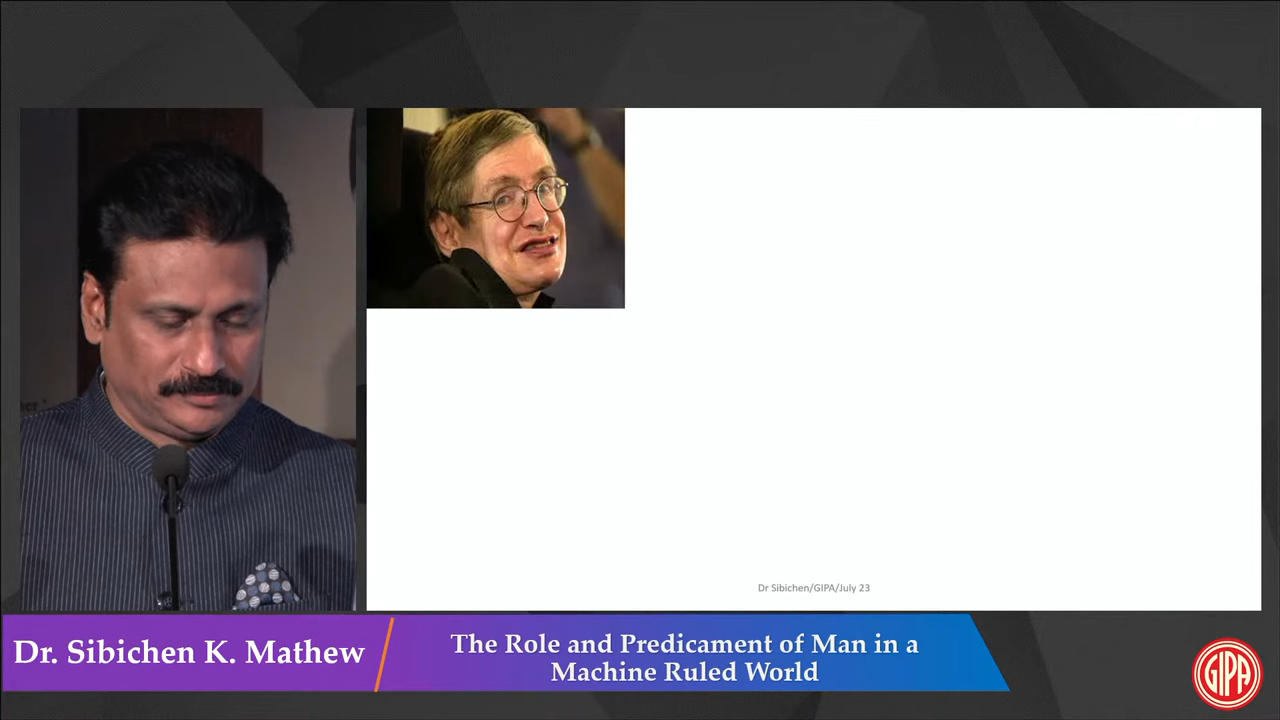 Dr Sibichen/GIPA/July 23
Dr. Sibichen K. Mathew
The Role and Predicament of Man in a
Machine Ruled World
GIPA